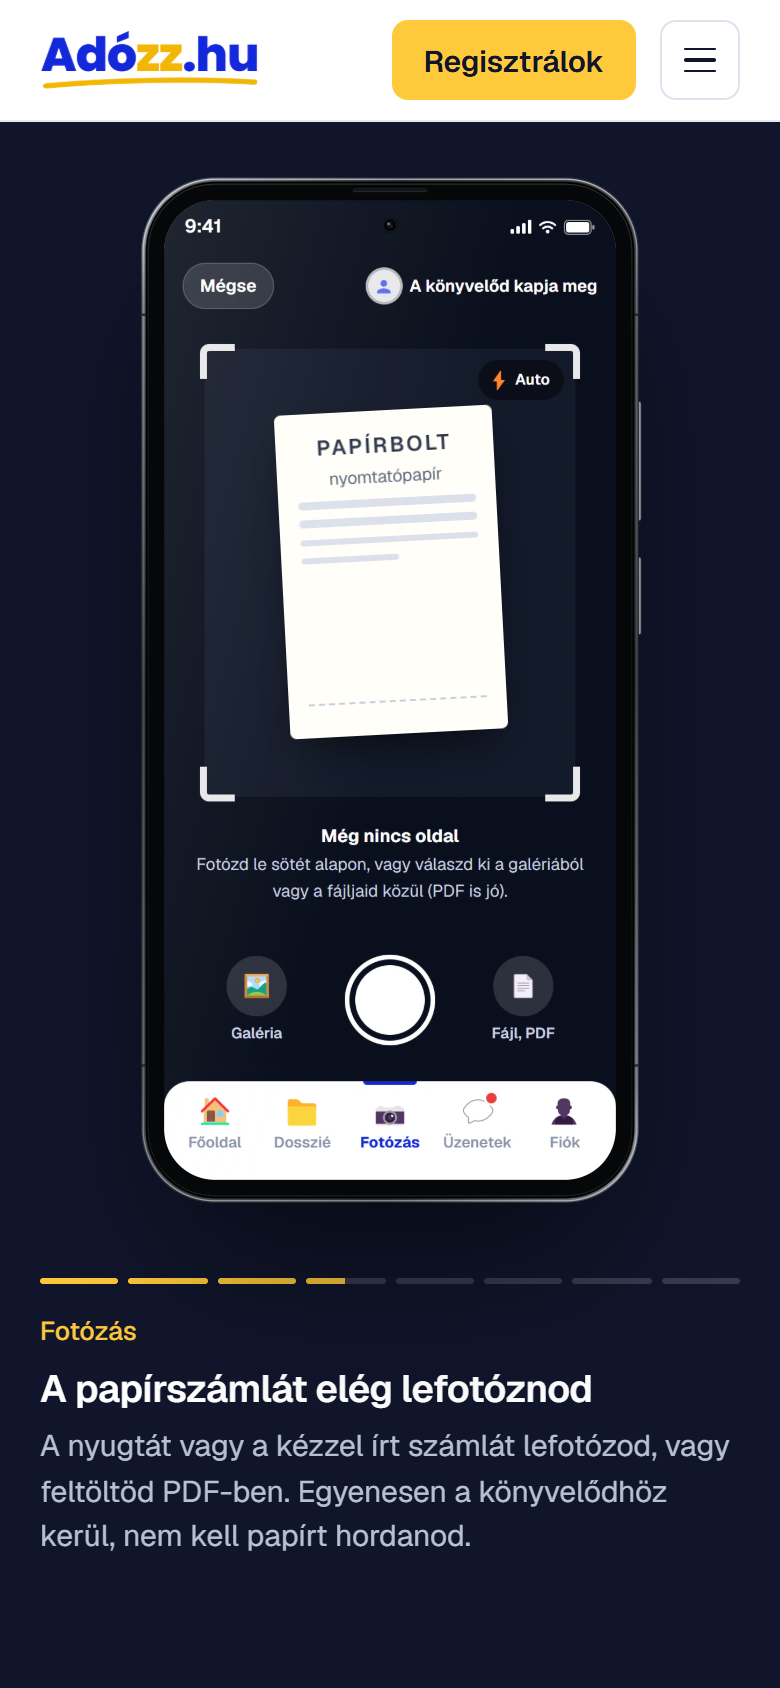 Adózz.hu
Regisztrálok
9:41
Mégse
A könyvelőd kapja meg
Auto
PAPÍRBOLT
nyomtatópapír
Még nincs oldal
Fotózd le sötét alapon, vagy válaszd ki a galériából
vagy a fájljaid közül (PDF is jó).
Galéria
Fájl, PDF
Főoldal
Dosszié
Fotózás
Üzenetek
Fiók
Fotózás
A papírszámlát elég lefotóznod
A nyugtát vagy a kézzel írt számlát lefotózod, vagy
feltöltöd PDF-ben. Egyenesen a könyvelődhöz
kerül, nem kell papírt hordanod.